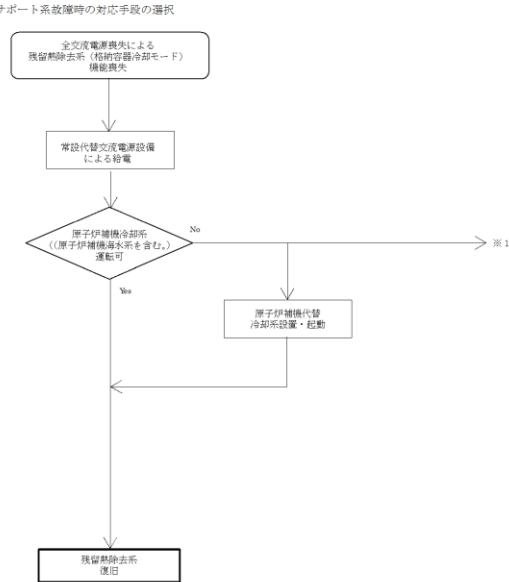 サポート系故障時の対応手段の選択
全交流電源喪失による
残留熱除去系（格納容器冷却モード）
機能喪失
常設代替交流電源設備
による給電
原子炉補機冷却系
（（原子炉補機海水系を含む。）
運転可
No
※1
Yes
原子炉補機代替
冷却系設置・起動
残留熱除去系
復旧